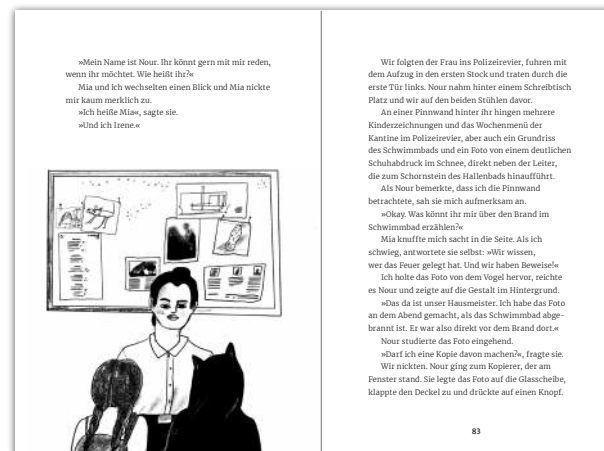 »Mein Name ist Nour. Ihr könnt gern mit mir reden,
wenn ihr möchtet. Wie heißt ihr?«
Mia und ich wechselten einen Blick und Mia nickte
mir kaum merklich zu.
»Ich heiße Mia«, sagte sie.
»Und ich Irene.«
Wir folgten der Frau ins Polizeirevier, fuhren mit
dem Aufzug in den ersten Stock und traten durch die
erste Tür links. Nour nahm hinter einem Schreibtisch
Platz und wir auf den beiden Stühlen davor.
An einer Pinnwand hinter ihr hingen mehrere
Kinderzeichnungen und das Wochenmenü der
Kantine im Polizeirevier, aber auch ein Grundriss
des Schwimmbads und ein Foto von einem deutlichen
Schuhabdruck im Schnee, direkt neben der Leiter,
die zum Schornstein des Hallenbads hinaufführt.
Als Nour bemerkte, dass ich die Pinnwand
betrachtete, sah sie mich aufmerksam an.
»Okay. Was könnt ihr mir über den Brand im
Schwimmbad erzählen?«
Mia knuffte mich sacht in die Seite. Als ich
schwieg, antwortete sie selbst: »Wir wissen,
wer das Feuer gelegt hat. Und wir haben Beweise!«
Ich holte das Foto von dem Vogel hervor, reichte
es Nour und zeigte auf die Gestalt im Hintergrund.
»Das da ist unser Hausmeister. Ich habe das Foto
an dem Abend gemacht, als das Schwimmbad abge-
brannt ist. Er war also direkt vor dem Brand dort.«
Nour studierte das Foto eingehend.
»Darf ich eine Kopie davon machen?«, fragte sie.
Wir nickten. Nour ging zum Kopierer, der am
Fenster stand. Sie legte das Foto auf die Glasscheibe,
klappte den Deckel zu und drückte auf einen Knopf.
83